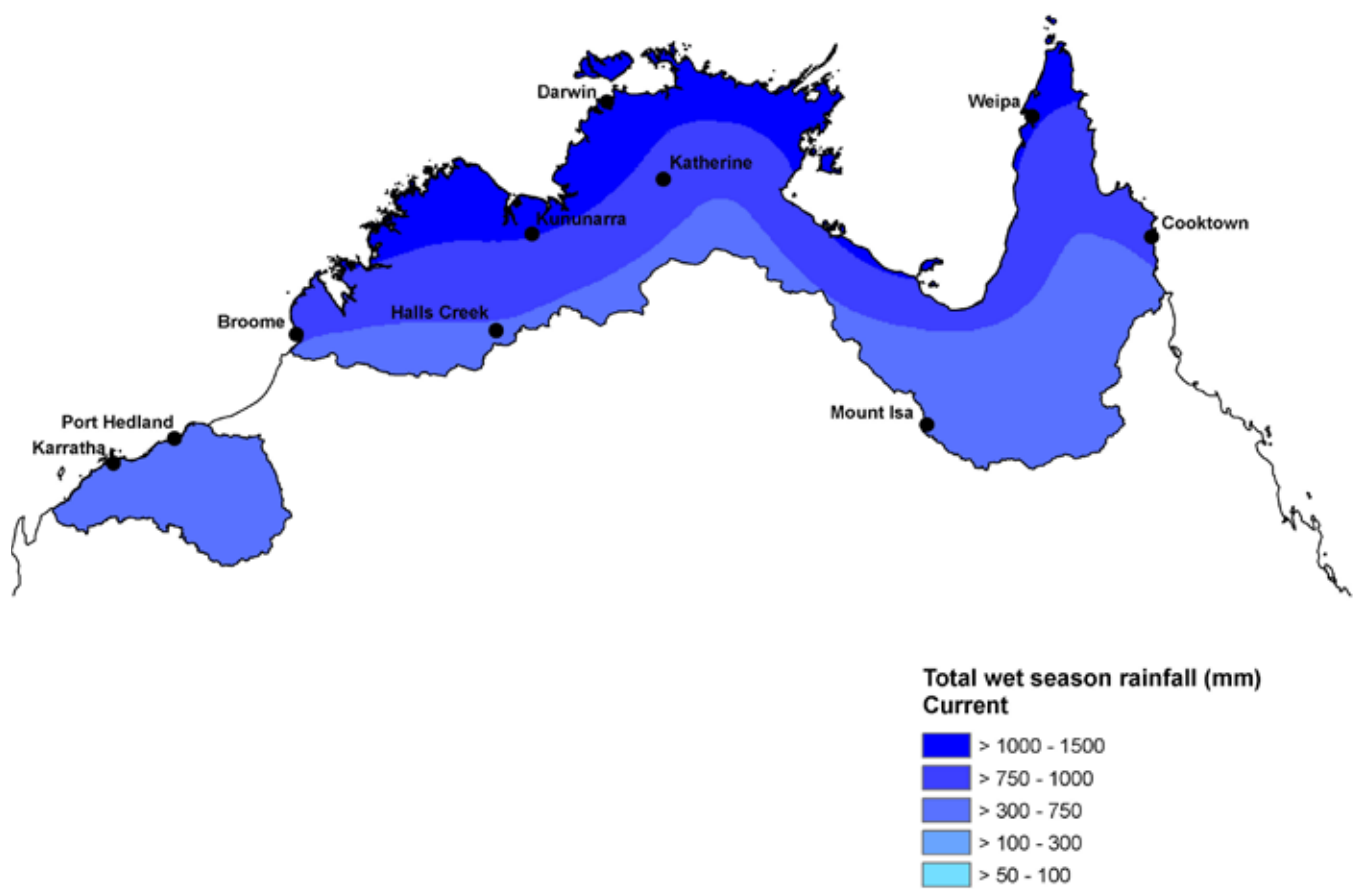 Darwin
Weipa
Katherine
Kununarra
Cooktown
Halls Creek
Broome
Mount Isa
Port Hedland
Karratha
Total wet season rainfall (mm)
Current
> 1000 - 1500
> 750 - 1000
> 300 - 750
> 100 - 300
> 50 - 100